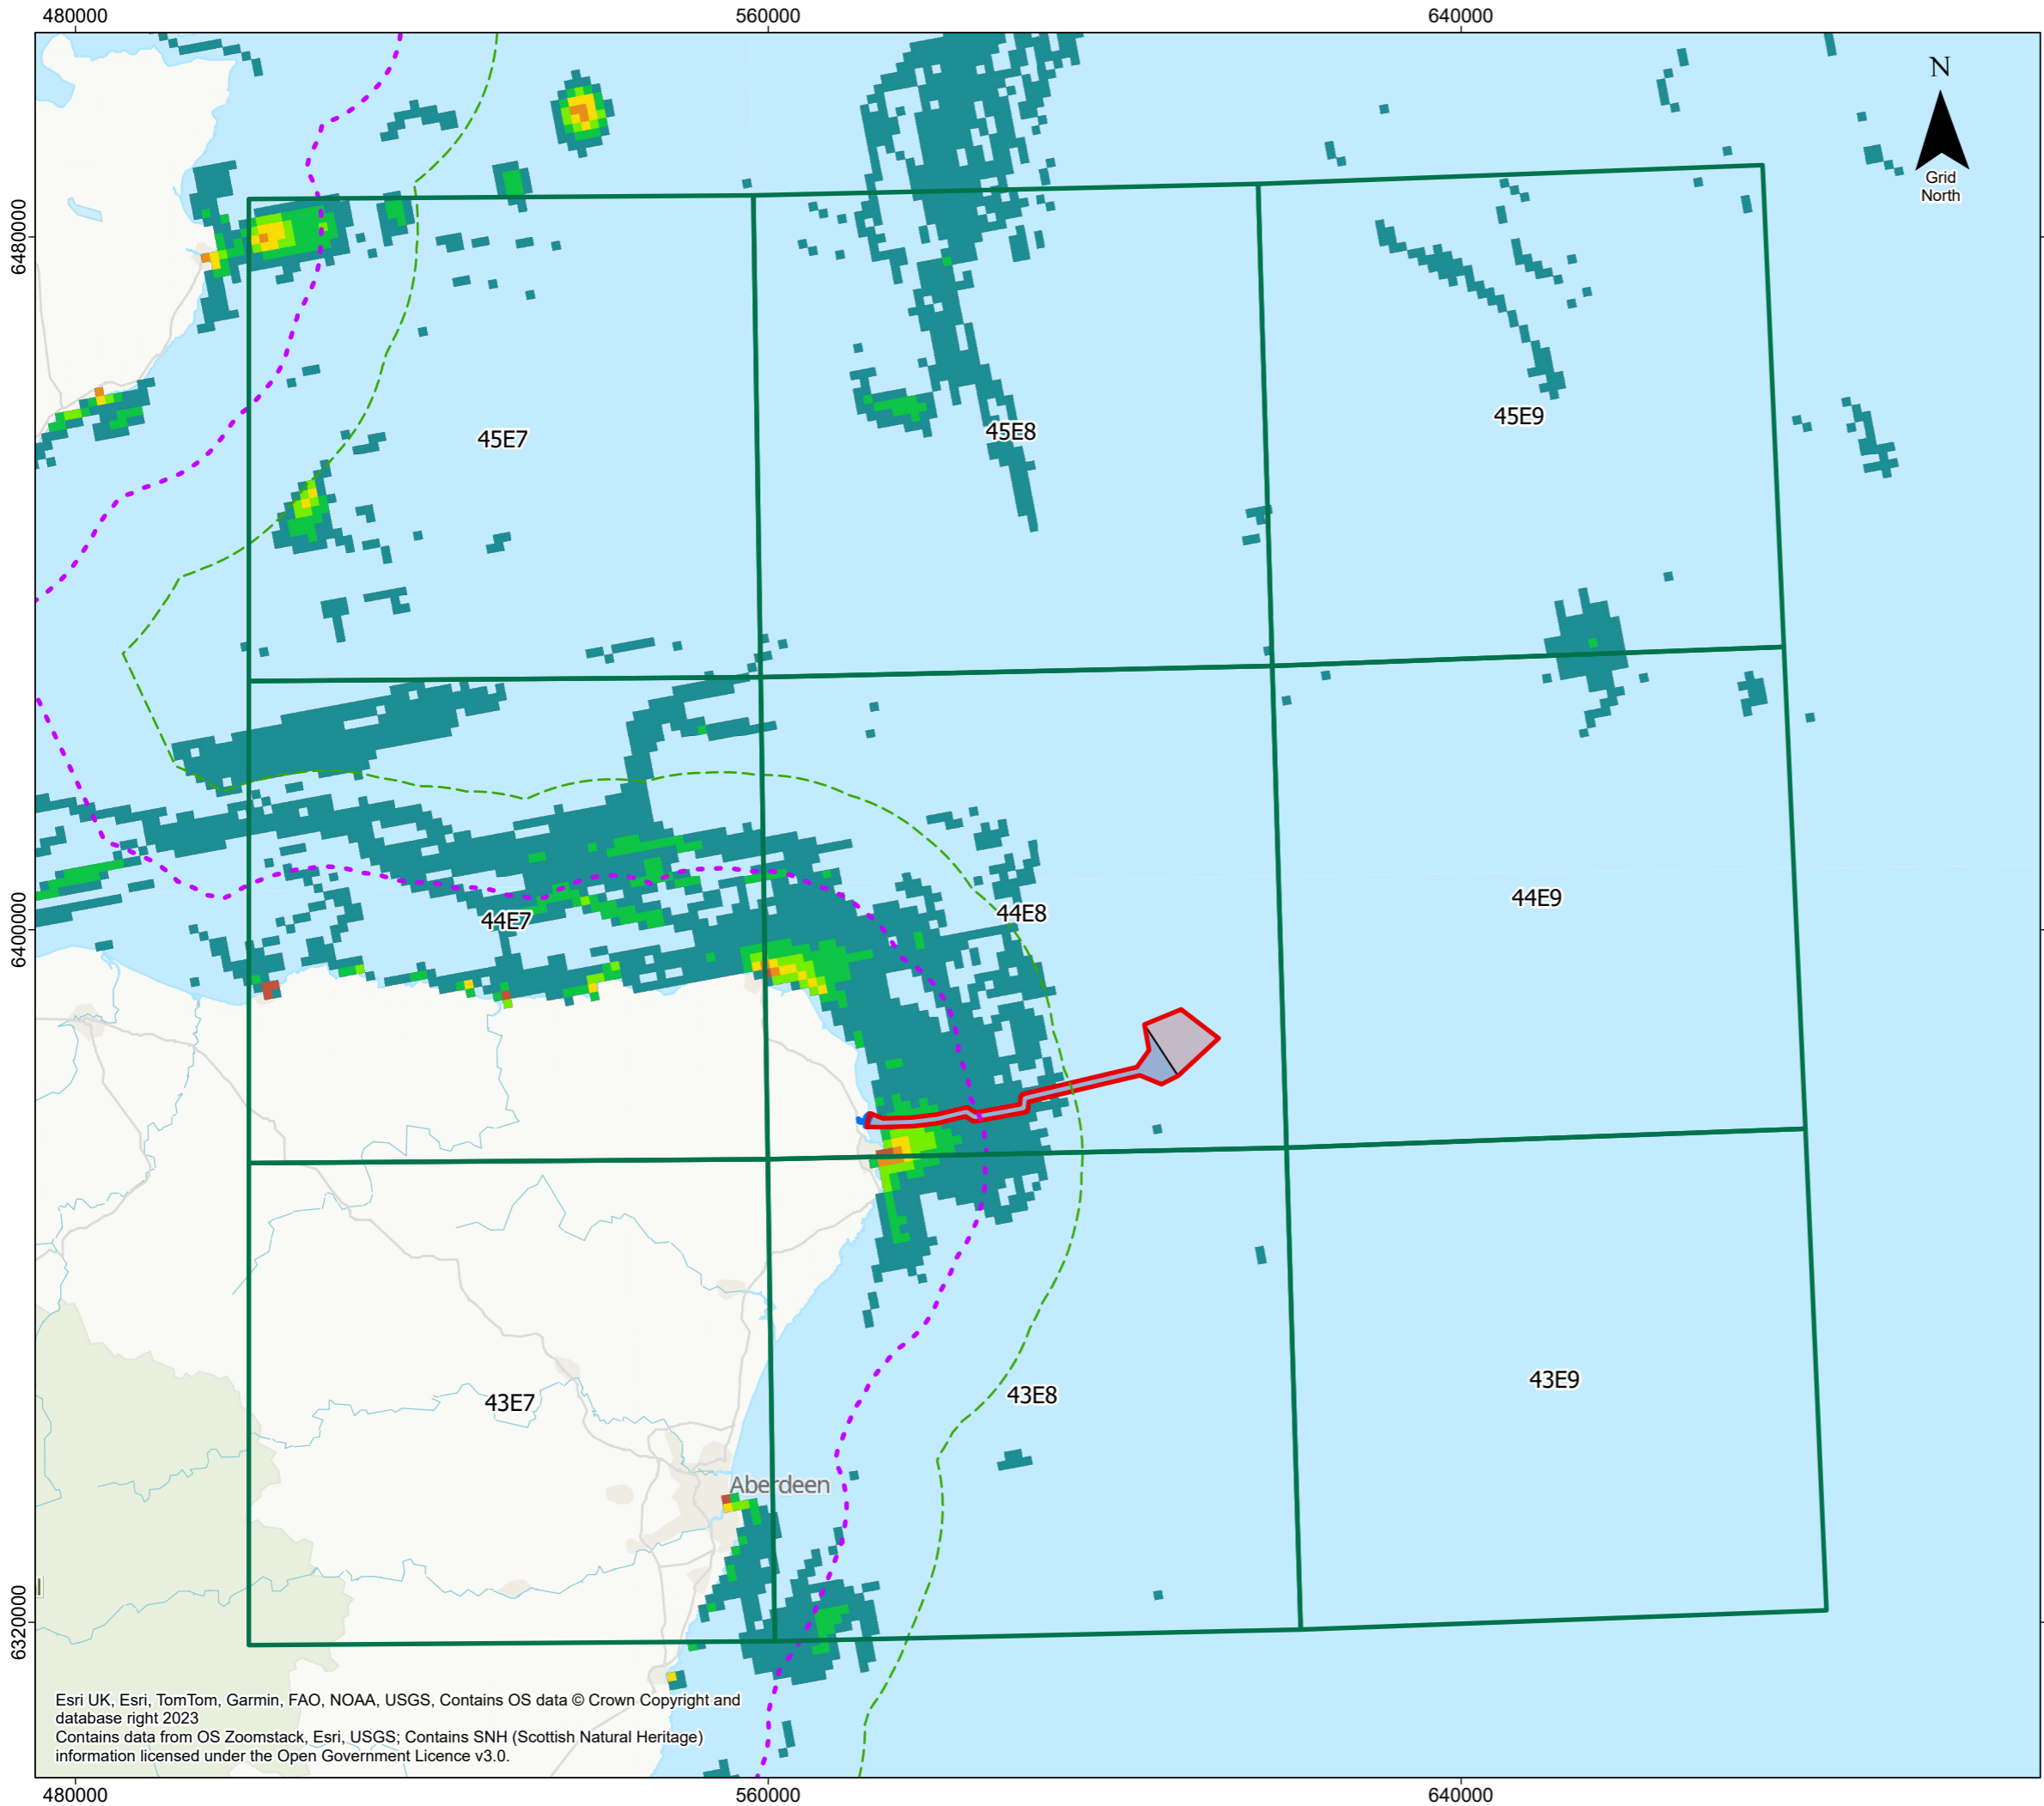 480000
560000
640000
N
Grid
North
6480000
45E7
45E8
45E9
6400000
44E7
44E8
44E9
43E7
43E8
43E9
Aberdeen
6320000
Esri UK, Esri, TomTom, Garmin, FAO, NOAA, USGS, Contains OS data © Crown Copyright and
database right 2023
Contains data from OS Zoomstack, Esri, USGS; Contains SNH (Scottish Natural Heritage)
information licensed under the Open Government Licence v3.0.
480000
560000
640000